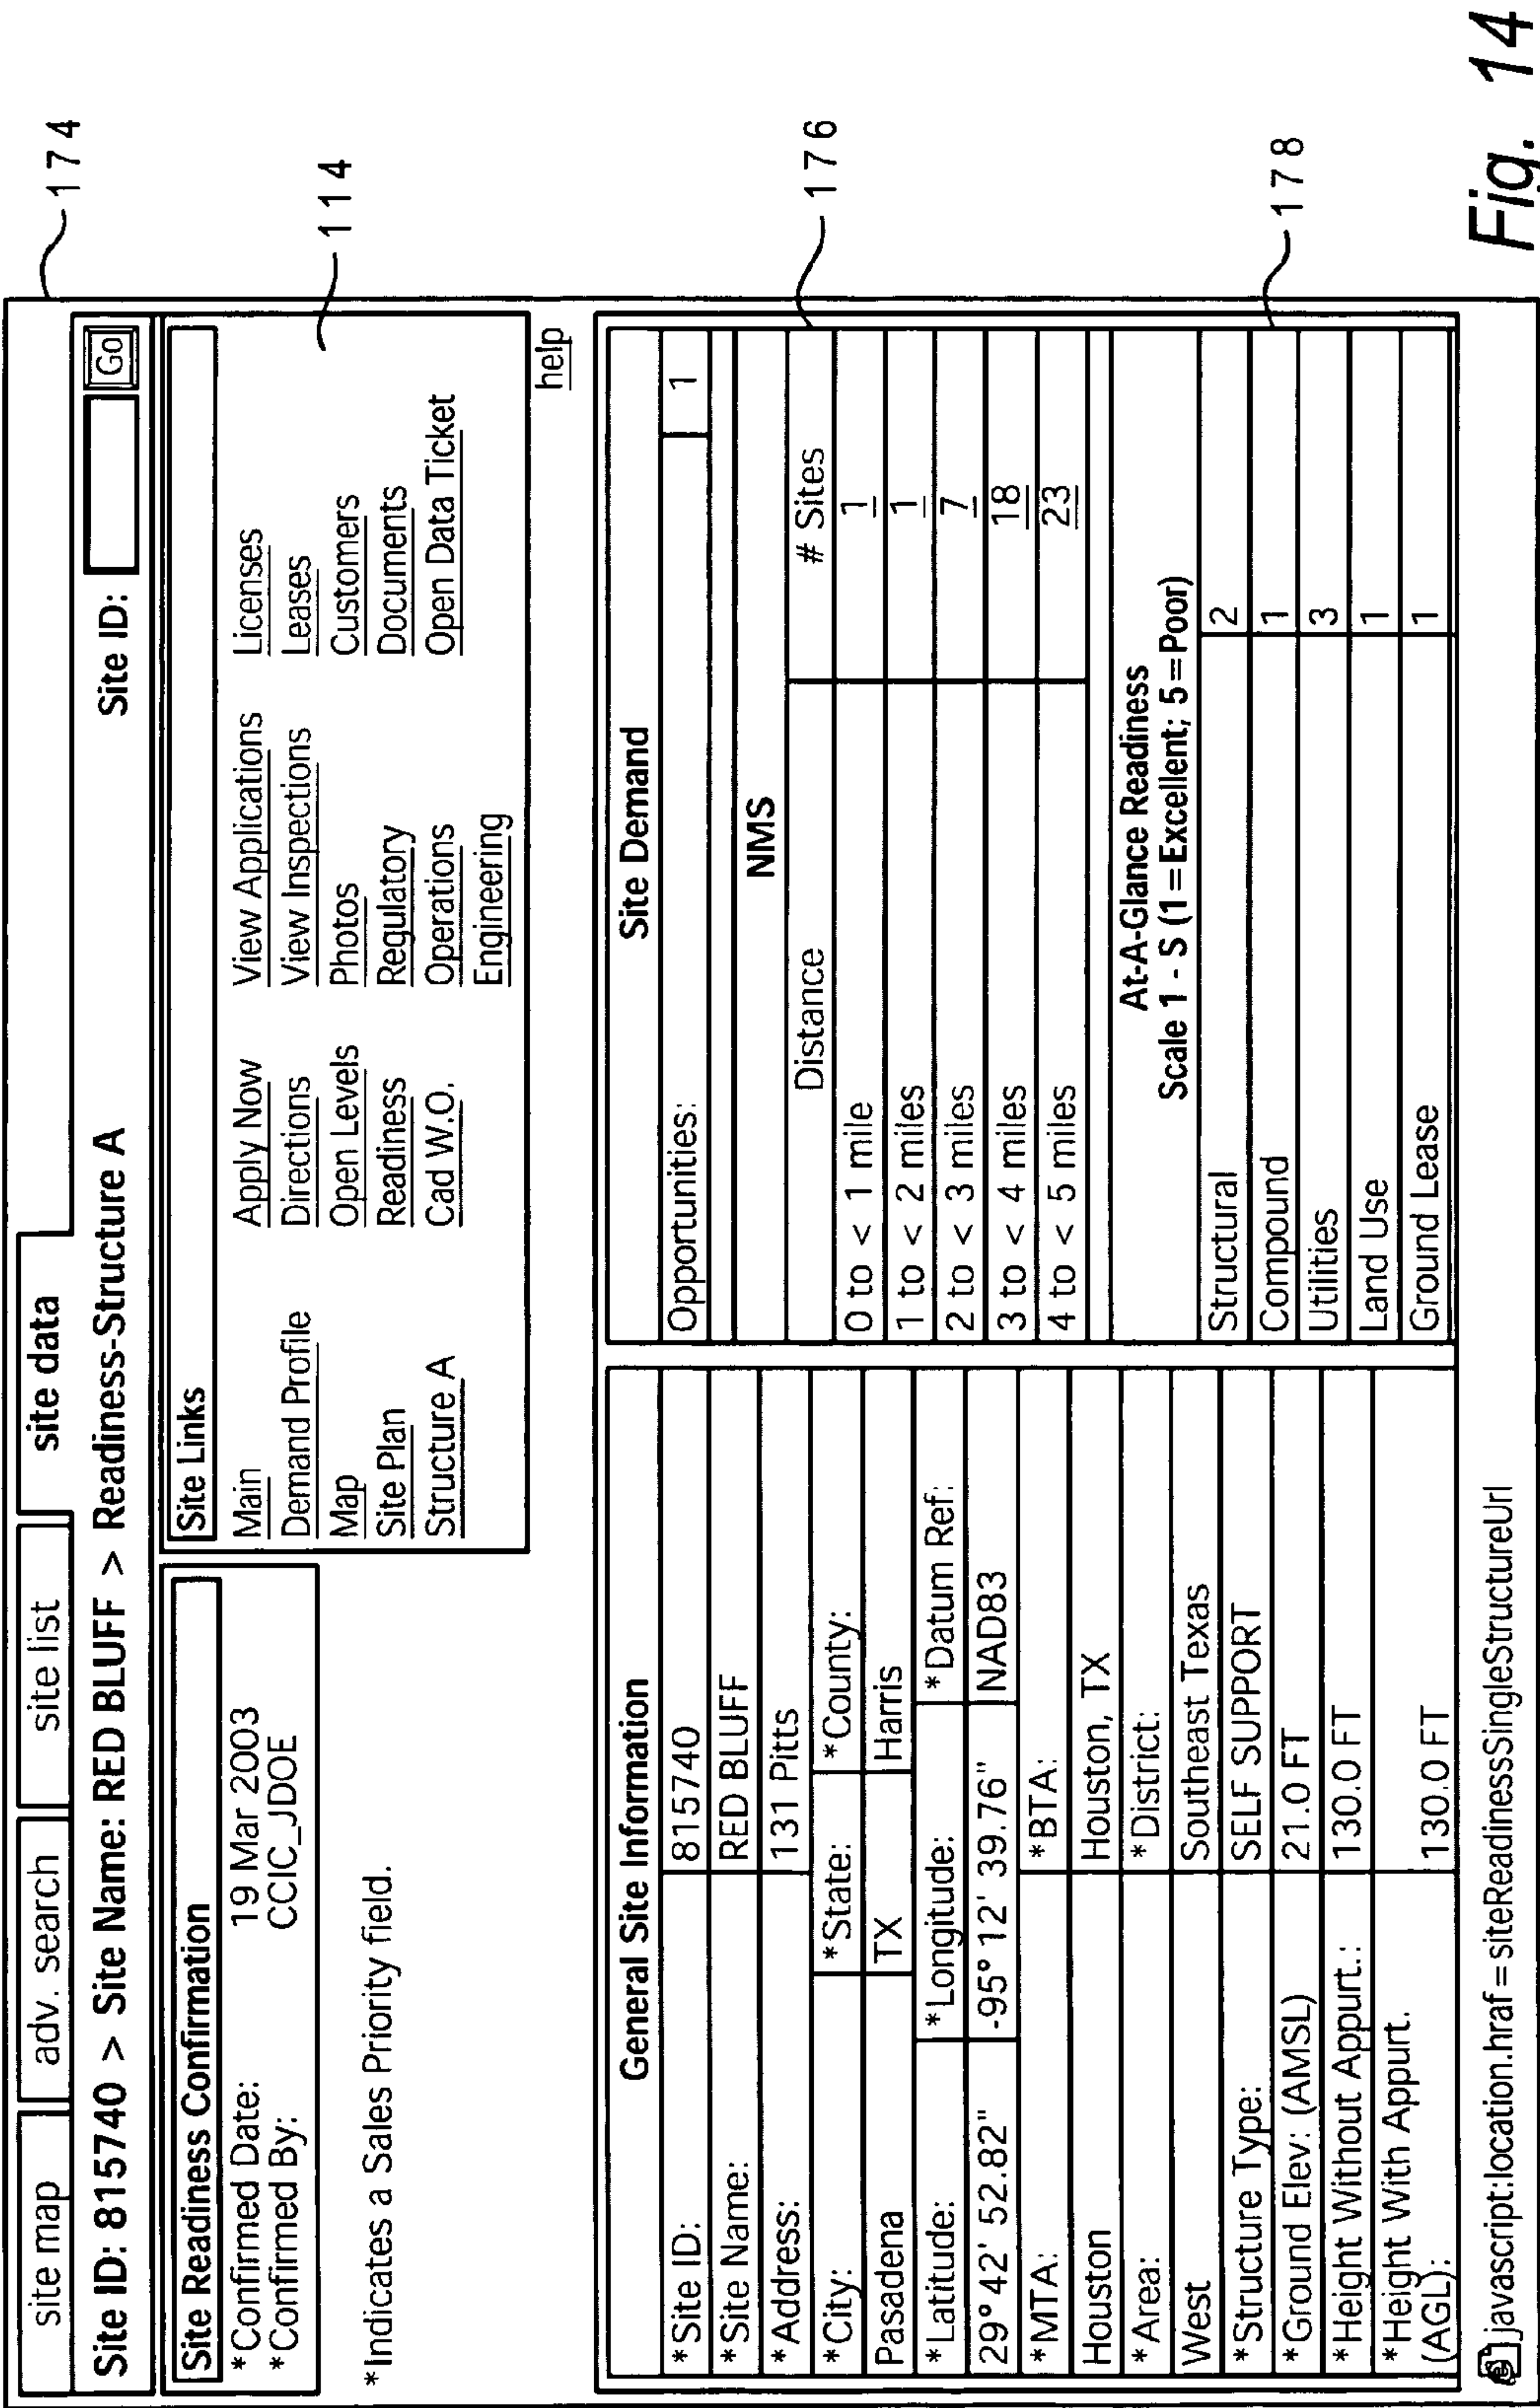 site map adv. search site list site data
Site ID: 815740 > Site Name: RED BLUFF > Readiness-Structure A Site ID: Go
Site Readiness Confirmation
*Confirmed Date: 19 Mar 2003
*Confirmed By: CCIC_JDOE
*Indicates a Sales Priority field.
Site Links
Main Apply Now View Applications Licenses
Demand Profile Directions View Inspections Leases
Map Open Levels Photos Customers
Site Plan Readiness Regulatory Documents
Structure A Cad W.O. Operations Open Data Ticket
Engineering
help
General Site Information
*Site ID: 815740
*Site Name: RED BLUFF
*Address: 131 Pitts
*City: *State: *County:
Pasadena TX Harris
*Latitude: *Longitude: *Datum Ref:
29° 42' 52.82" -95° 12' 39.76" NAD83
*MTA: *BTA:
Houston Houston, TX
*Area: *District:
West Southeast Texas
*Structure Type: SELF SUPPORT
*Ground Elev: (AMSL) 21.0 FT
*Height Without Appurt.: 130.0 FT
*Height With Appurt.
(AGL): 130.0 FT
Site Demand
Opportunities: 1
NMS
Distance # Sites
0 to < 1 mile 1
1 to < 2 miles 1
2 to < 3 miles 7
3 to < 4 miles 18
4 to < 5 miles 23
At-A-Glance Readiness
Scale 1 - S (1=Excellent; 5=Poor)
Structural 2
Compound 1
Utilities 3
Land Use 1
Ground Lease 1
javascript:location.hraf=siteReadinessSingleStructureUrl
174
114
176
178
Fig. 14